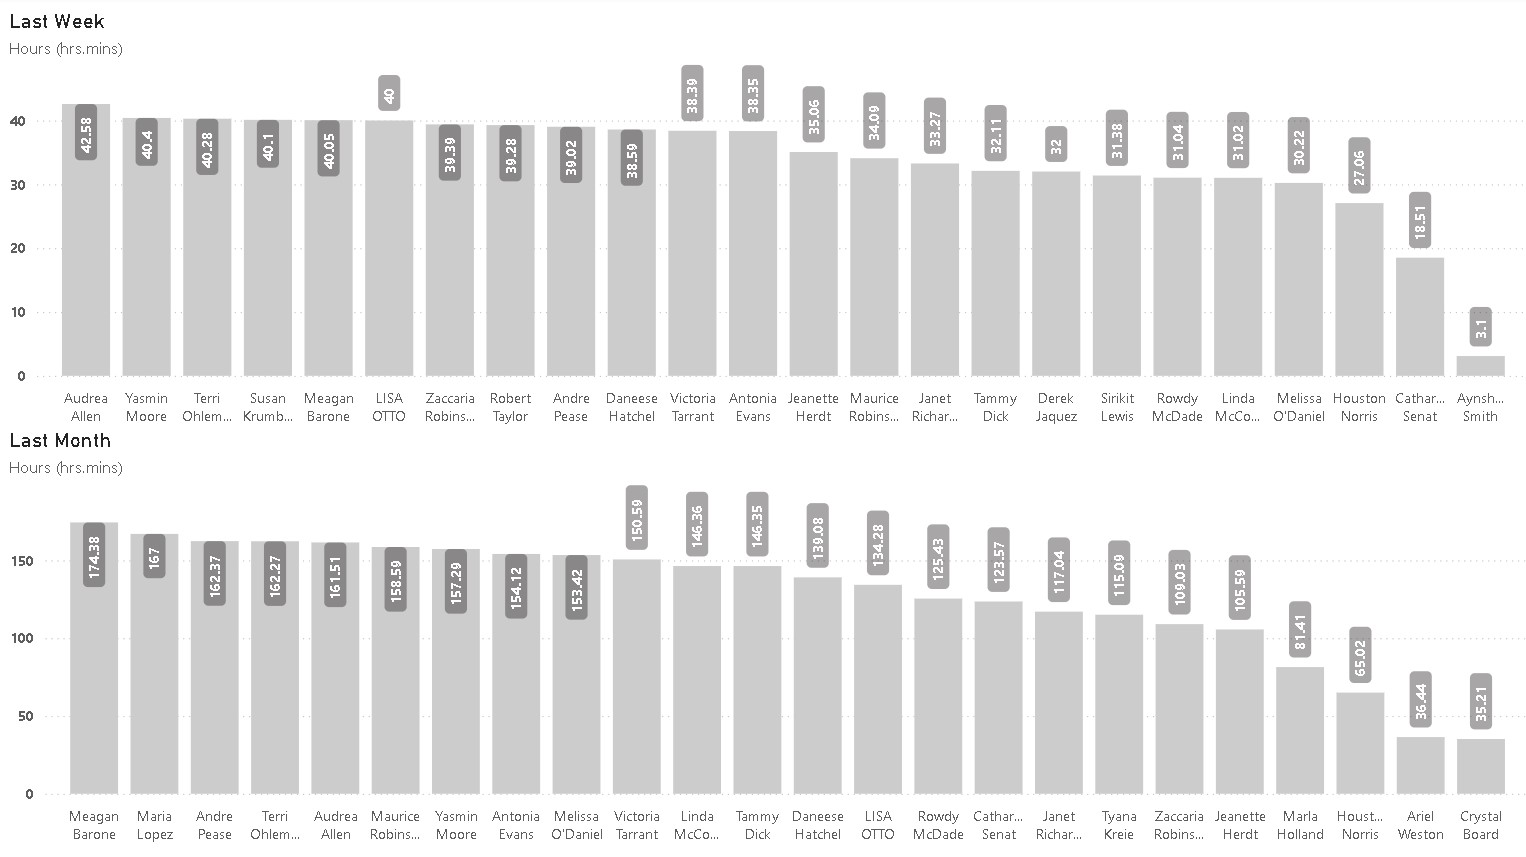 Last Week
Hours (hrs.mins)
42.58 40.4 40.28 40.1 40.05 40 39.39 39.28 39.02 38.59 38.39 38.35 35.06 34.09 33.27 32.11 32 31.38 31.04 31.02 30.22 27.06 18.51 3.1
40
30
20
10
0
Audrea Yasmin Terri Susan Meagan LISA Zaccaria Robert Andre Daneese Victoria Antonia Jeanette Maurice Janet Tammy Derek Sirikit Rowdy Linda Melissa Houston Cathar... Aynsh...
Allen Moore Ohlem... Krumb... Barone OTTO Robins... Taylor Pease Hatchel Tarrant Evans Herdt Robins... Richar... Dick Jaquez Lewis McDade McCo... O'Daniel Norris Senat Smith
Last Month
Hours (hrs.mins)
174.38 167 162.37 162.27 161.51 158.59 157.29 154.12 153.42 150.59 146.36 146.35 139.08 134.28 125.43 123.57 117.04 115.09 109.03 105.59 81.41 65.02 36.44 35.21
150
100
50
0
Meagan Maria Andre Terri Audrea Maurice Yasmin Antonia Melissa Victoria Linda Tammy Daneese LISA Rowdy Cathar... Janet Tyana Zaccaria Jeanette Marla Houst... Ariel Crystal
Barone Lopez Pease Ohlem... Allen Robins... Moore Evans O'Daniel Tarrant McCo... Dick Hatchel OTTO McDade Senat Richar... Kreie Robins... Herdt Holland Norris Weston Board